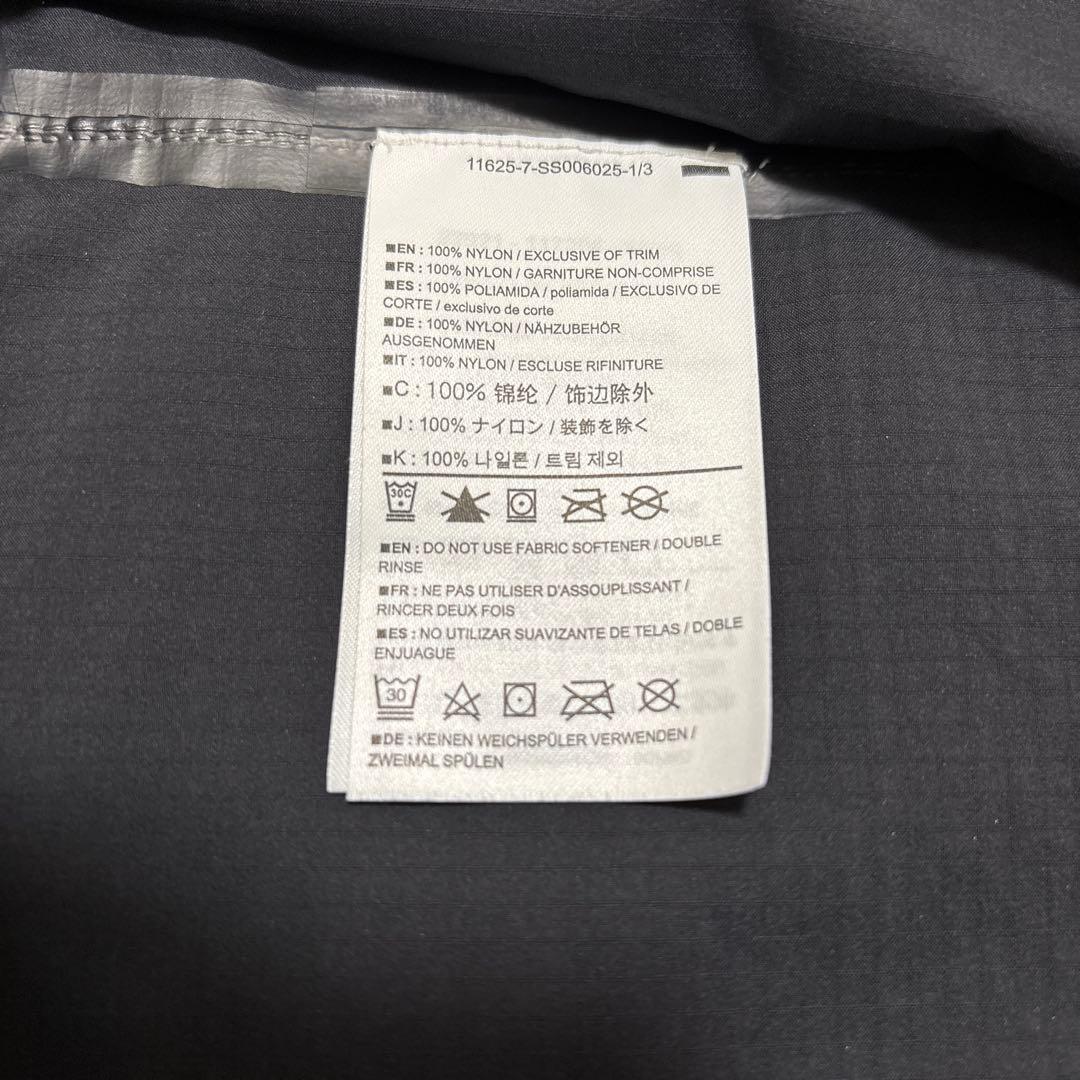 11625-7-SS006025-1/3
EN : 100% NYLON / EXCLUSIVE OF TRIM
FR : 100% NYLON / GARNITURE NON-COMPRISE
ES : 100% POLIAMIDA / poliamida / EXCLUSIVO DE
CORTE / exclusivo de corte
DE : 100% NYLON / NÄHZUBEHÖR
AUSGENOMMEN
IT : 100% NYLON / ESCLUSE RIFINITURE
C : 100% 锦纶 / 饰边除外
J : 100% ナイロン / 装飾を除く
K : 100% 나일론 / 트림 제외
30C
EN : DO NOT USE FABRIC SOFTENER / DOUBLE
RINSE
FR : NE PAS UTILISER D'ASSOUPLISSANT /
RINCER DEUX FOIS
ES : NO UTILIZAR SUAVIZANTE DE TELAS / DOBLE
ENJUAGUE
30
DE : KEINEN WEICHSPÜLER VERWENDEN /
ZWEIMAL SPÜLEN